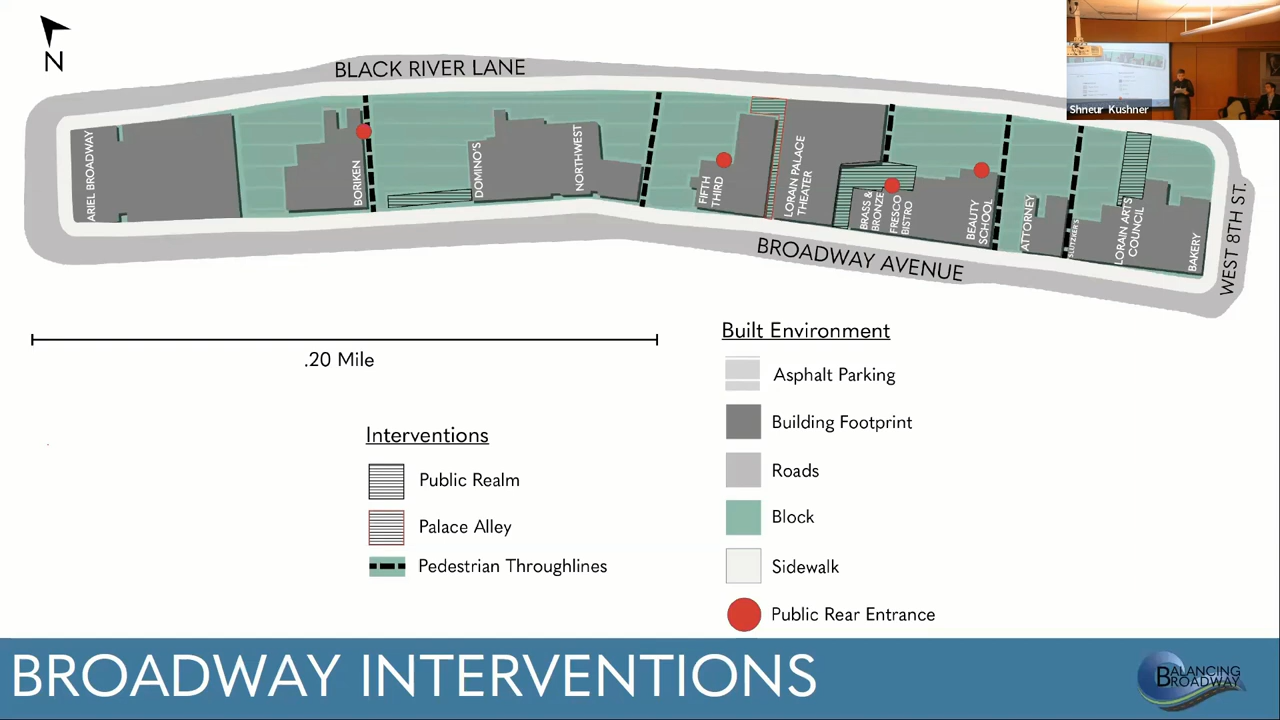 N
BLACK RIVER LANE
Shneur Kushner
ARIEL BROADWAY
BORIKEN
DOMINO'S
NORTHWEST
FIFTH
THIRD
LORAIN PALACE
THEATER
BRASS &
BRONZE
FRESCO
BISTRO
BEAUTY
SCHOOL
ATTORNEY
SLUTZKER'S
LORAIN ARTS
COUNCIL
BAKERY
WEST 8TH ST.
BROADWAY AVENUE
.20 Mile
Interventions
Public Realm
Palace Alley
Pedestrian Throughlines
Built Environment
Asphalt Parking
Building Footprint
Roads
Block
Sidewalk
Public Rear Entrance
BROADWAY INTERVENTIONS
BALANCING
BROADWAY